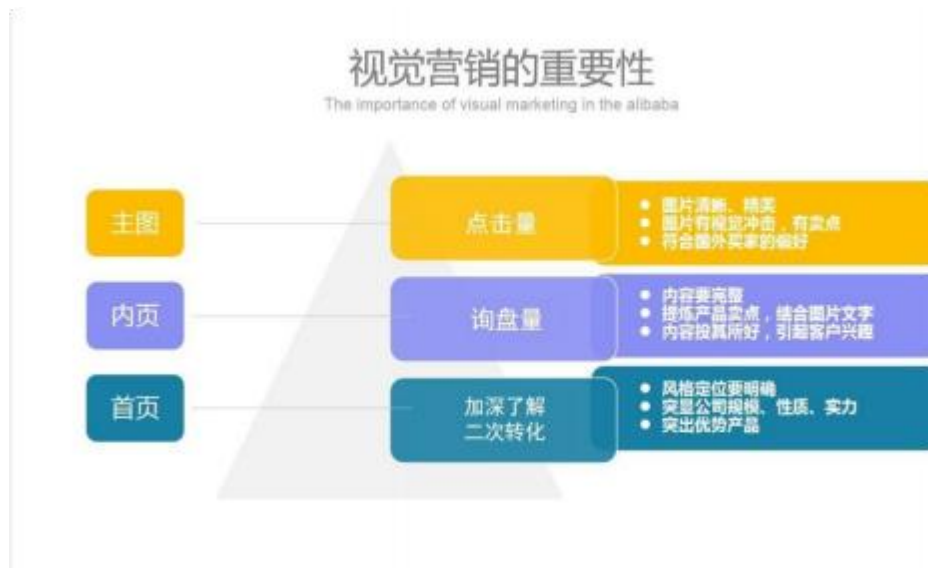 视觉营销的重要性
The importance of visual marketing in the alibaba
主图
点击量
● 图片清晰、精美
● 图片有视觉冲击，有卖点
● 符合国外买家的偏好
内页
询盘量
● 内容要完整
● 提炼产品卖点，结合图片文字
● 内容投其所好，引起客户兴趣
首页
加深了解
二次转化
● 风格定位要明确
● 突显公司规模、性质、实力
● 突出优势产品